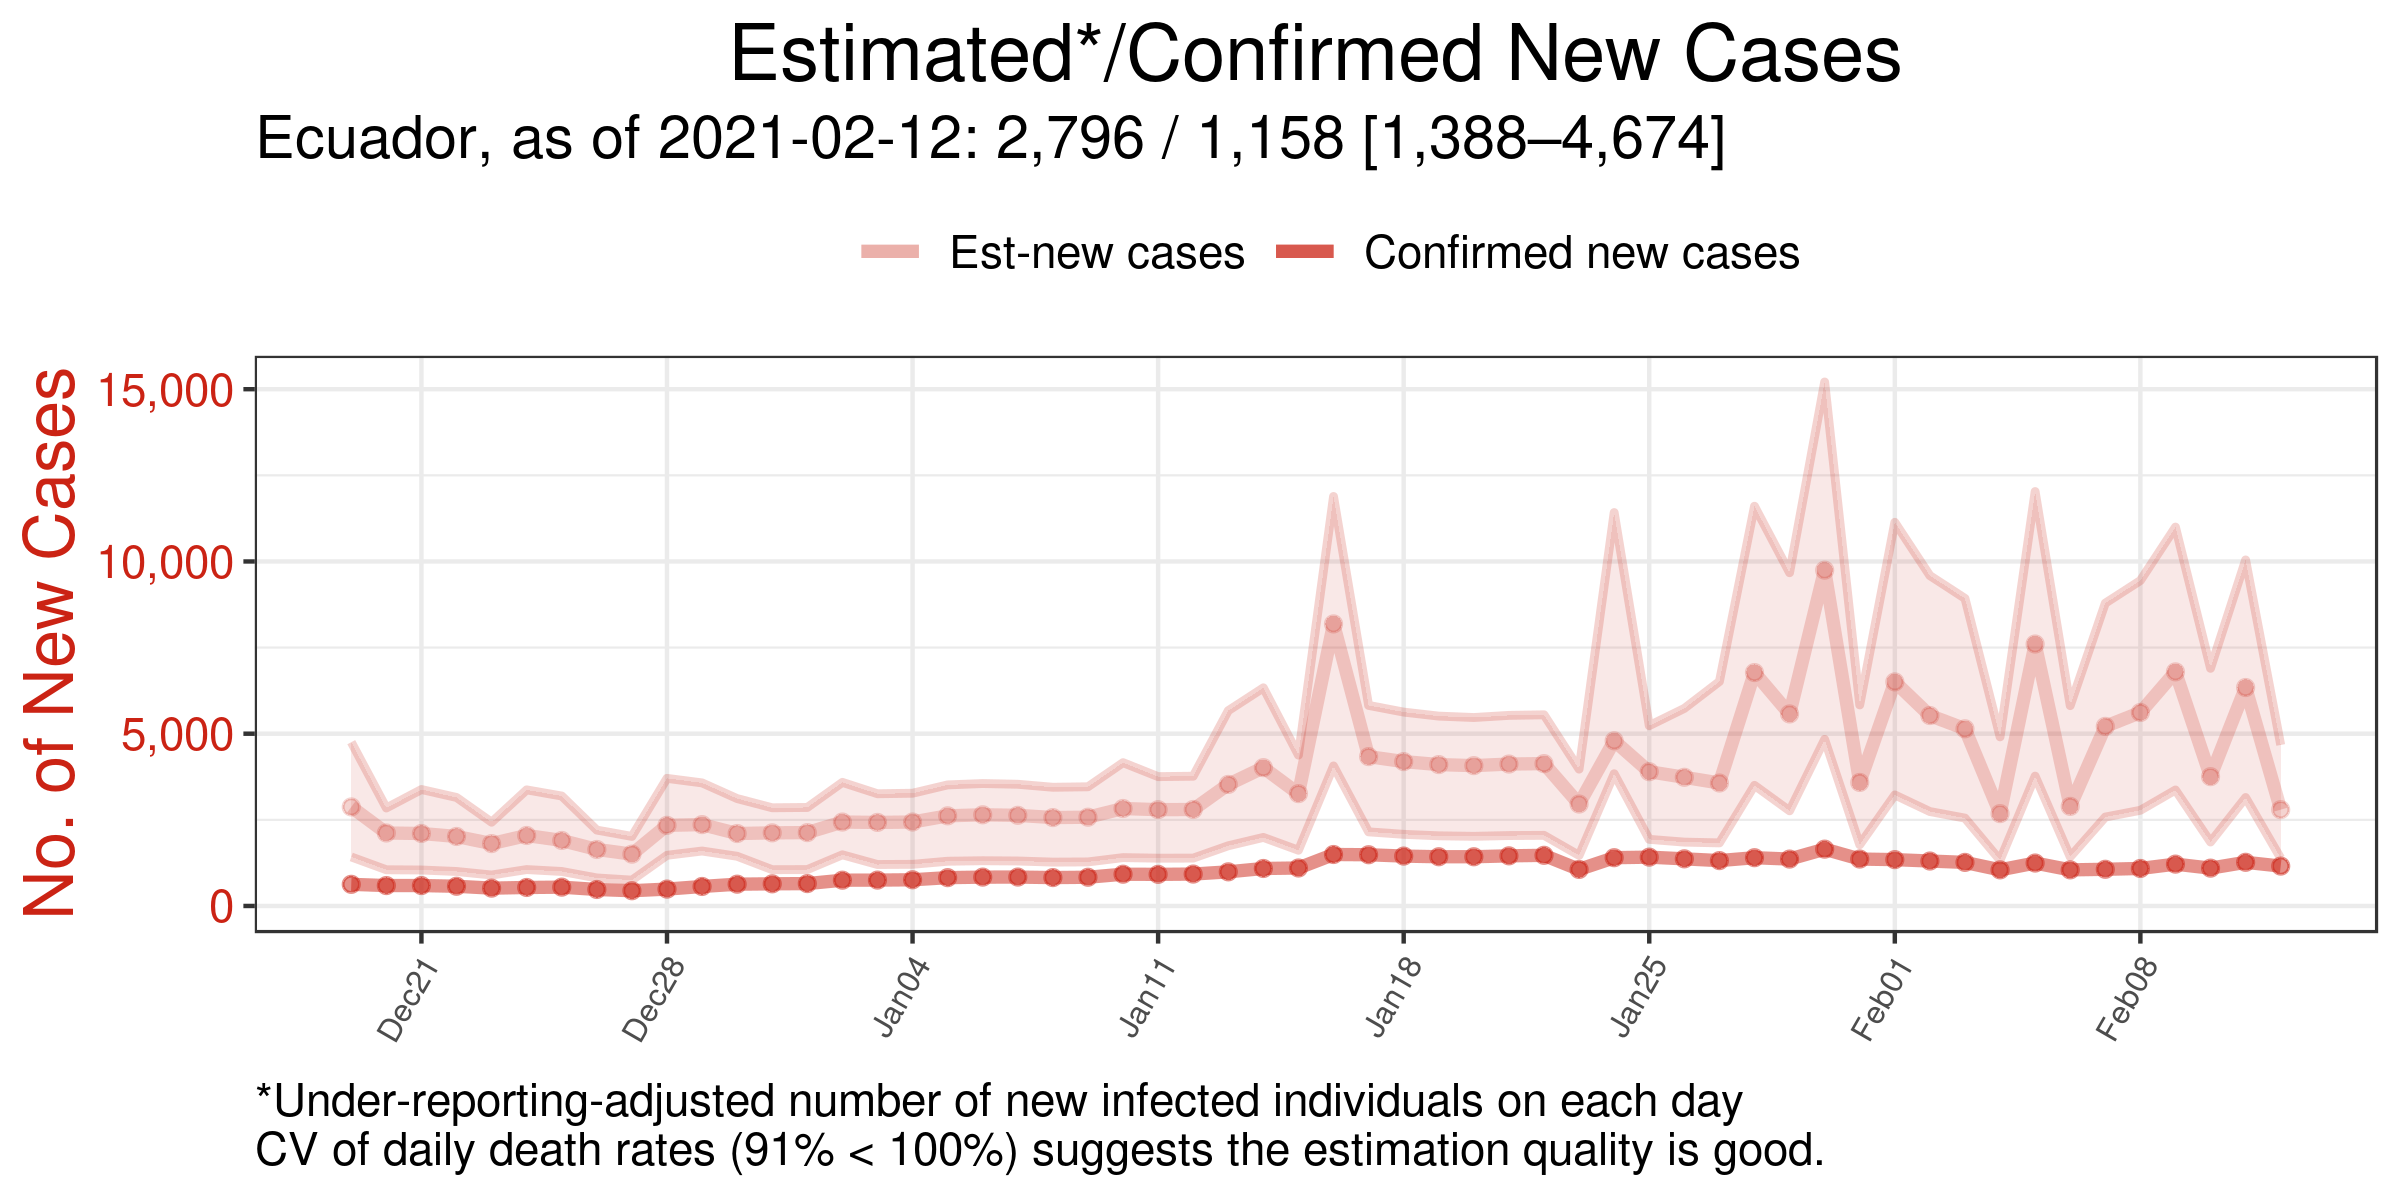 Estimated*/Confirmed New Cases
Ecuador, as of 2021-02-12: 2,796 / 1,158 [1,388–4,674]
Est-new cases
Confirmed new cases
No. of New Cases
15,000
10,000
5,000
0
Dec21
Dec28
Jan04
Jan11
Jan18
Jan25
Feb01
Feb08
*Under-reporting-adjusted number of new infected individuals on each day
CV of daily death rates (91% < 100%) suggests the estimation quality is good.